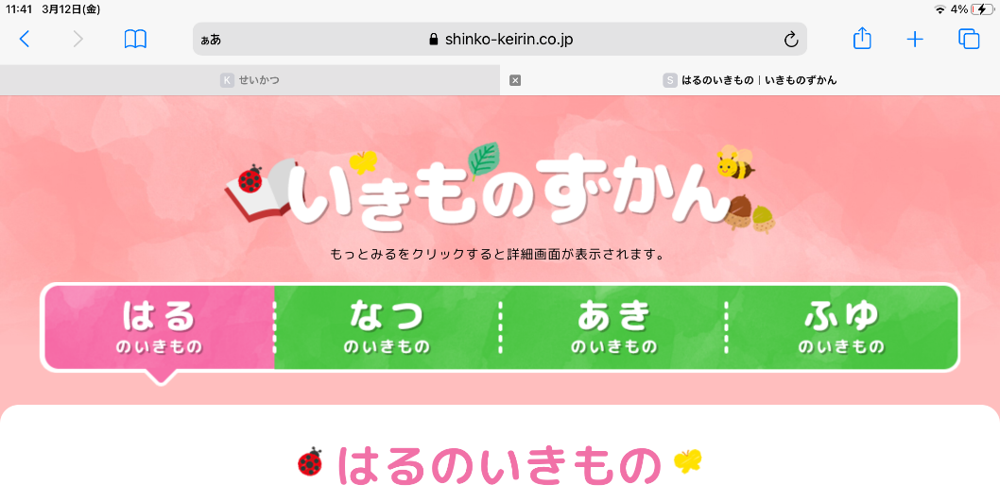 11:41 3月12日(金) 4%
ぁあ shinko-keirin.co.jp
K せいかつ S はるのいきもの｜いきものずかん
いきものずかん
もっとみるをクリックすると詳細画面が表示されます。
はる なつ あき ふゆ
のいきもの のいきもの のいきもの のいきもの
はるのいきもの